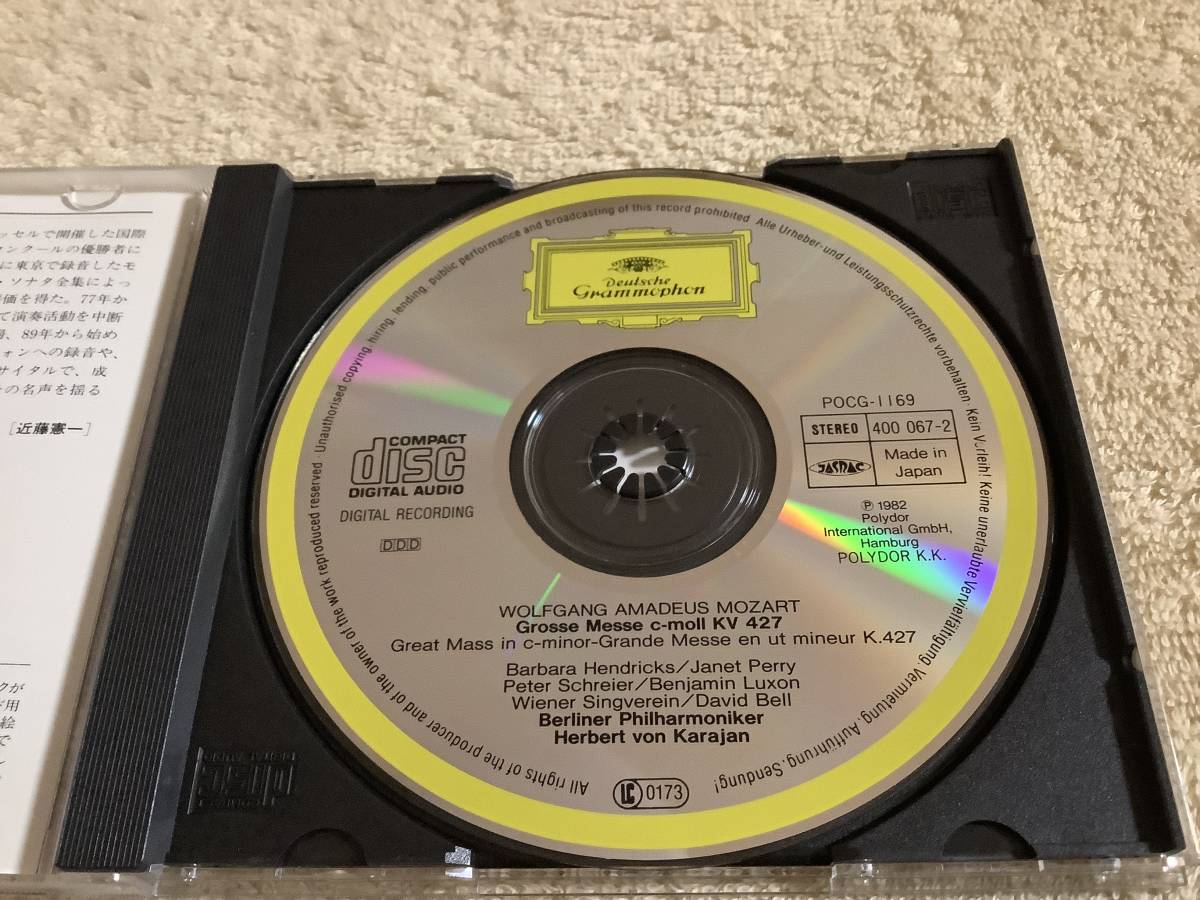 ッセルで開催した国際
ンクールの優勝者に
に東京で録音したモ
・ソナタ全集によっ
価を得た。77年か
て演奏活動を中断
、89年から始め
ォンへの録音や、
サイタルで、成
の名声を揺る
[近藤憲一]
クが
用
絵
で
Deutsche
Grammophon
POCG-1169
STEREO 400 067-2
JASRAC Made in
Japan
℗ 1982
Polydor
International GmbH,
Hamburg
POLYDOR K.K.
COMPACT
disc
DIGITAL AUDIO
DIGITAL RECORDING
DDD
WOLFGANG AMADEUS MOZART
Grosse Messe c-moll KV 427
Great Mass in c-minor-Grande Messe en ut mineur K.427
Barbara Hendricks/Janet Perry
Peter Schreier/Benjamin Luxon
Wiener Singverein/David Bell
Berliner Philharmoniker
Herbert von Karajan
LC 0173
All rights of the producer and of the owner of the work reproduced reserved · Unauthorised copying, hiring, lending, public performance and broadcasting of this record prohibited
Alle Urheber-und Leistungsschutzrechte vorbehalten · Kein Verleih! Keine unerlaubte Vervielfältigung, Vermietung, Aufführung, Sendung!